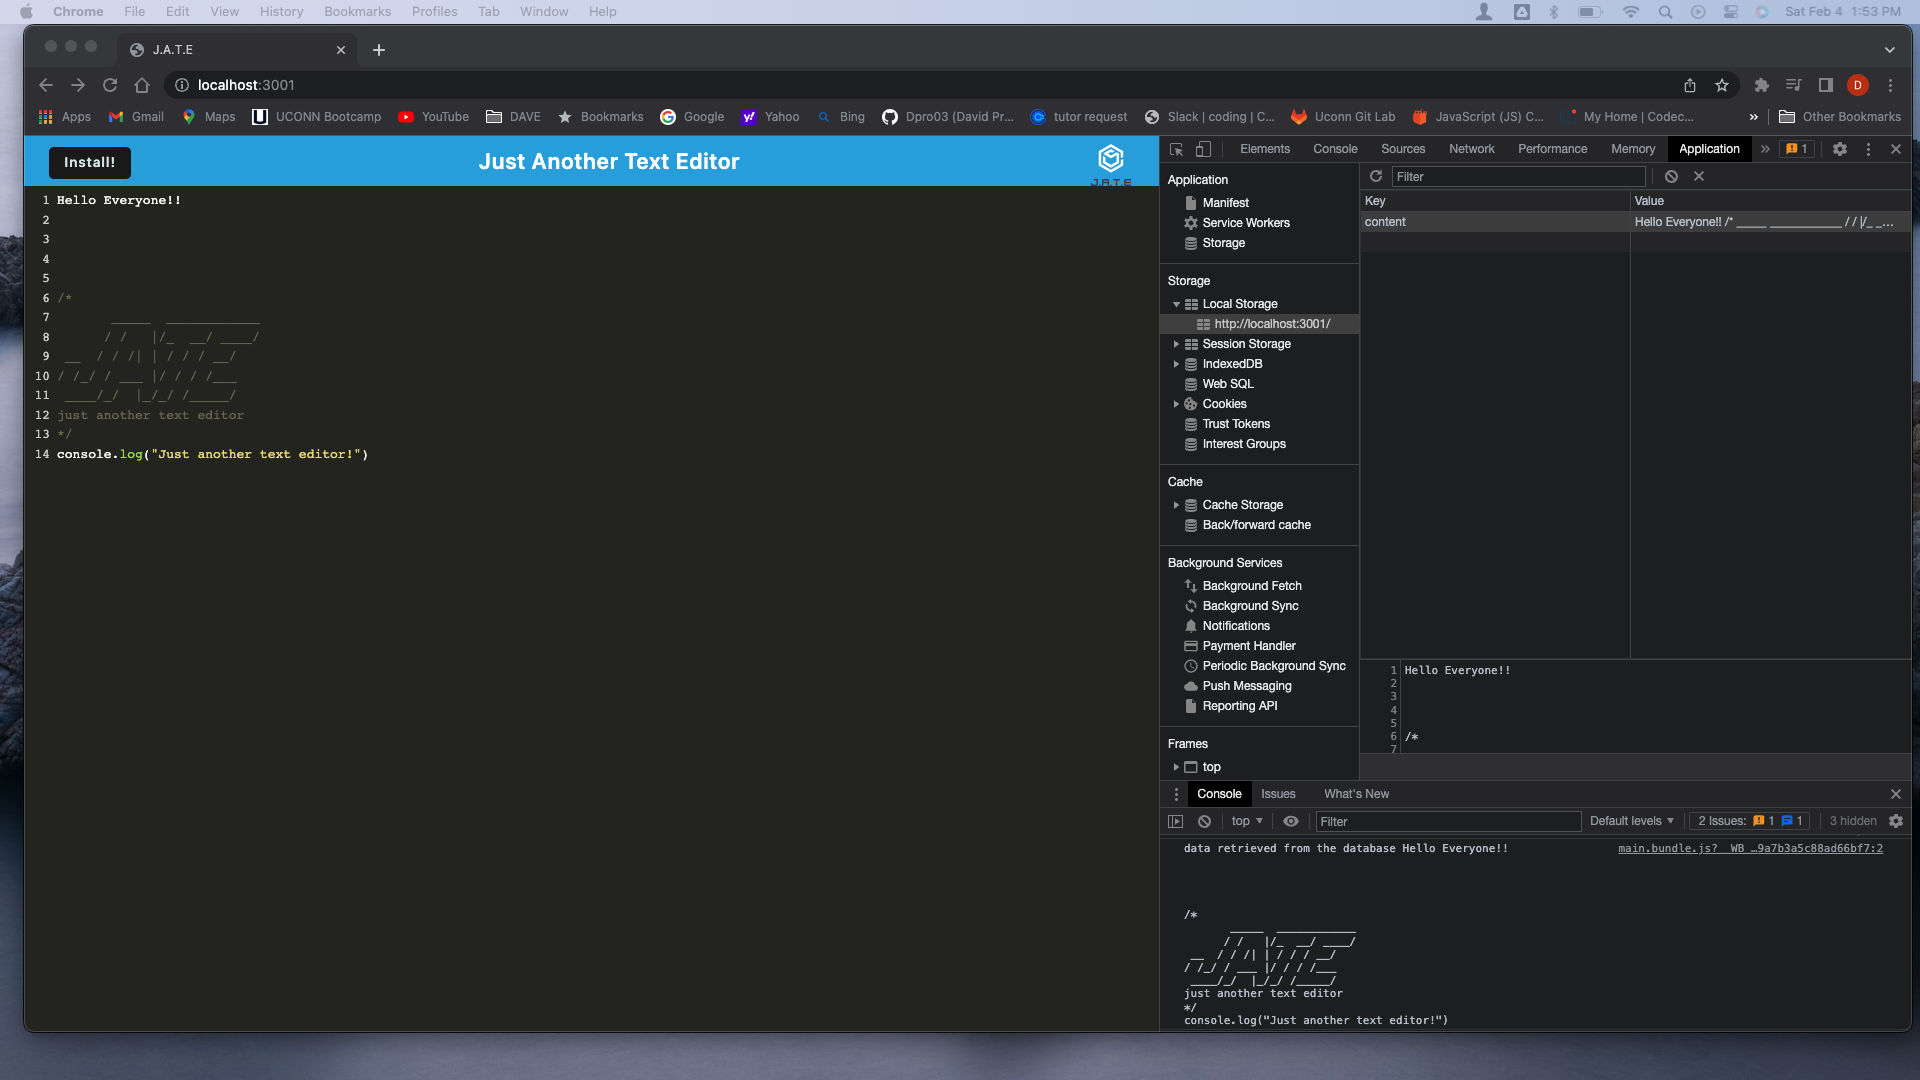 Chrome File Edit View History Bookmarks Profiles Tab Window Help Sat Feb 4 1:53 PM
J.A.T.E
localhost:3001
D
Apps Gmail Maps UCONN Bootcamp YouTube DAVE Bookmarks Google Yahoo Bing Dpro03 (David Pr... tutor request Slack | coding | C... Uconn Git Lab JavaScript (JS) C... My Home | Codec... » Other Bookmarks
Install!
Just Another Text Editor
J.A.T.E
1 Hello Everyone!!
2
3
4
5
6 /*
7        _____  ____________
8       / /   |/_  __/ ____/
9  __  / / /| | / / / __/
10 / /_/ / ___ |/ / / /___
11  ____/_/  |_/_/ /_____/
12 just another text editor
13 */
14 console.log("Just another text editor!")
Elements Console Sources Network Performance Memory Application » 1
Application
Manifest
Service Workers
Storage
Storage
Local Storage
http://localhost:3001/
Session Storage
IndexedDB
Web SQL
Cookies
Trust Tokens
Interest Groups
Cache
Cache Storage
Back/forward cache
Background Services
Background Fetch
Background Sync
Notifications
Payment Handler
Periodic Background Sync
Push Messaging
Reporting API
Frames
top
Filter
Key Value
content Hello Everyone!! /* _____ ____________ / / |/_ _...
1 Hello Everyone!!
2
3
4
5
6 /*
7
Console Issues What's New
top Filter Default levels 2 Issues: 1 1 3 hidden
data retrieved from the database Hello Everyone!! main.bundle.js?__WB_…9a7b3a5c88ad66bf7:2
/*
       _____  ____________
      / /   |/_  __/ ____/
 __  / / /| | / / / __/
/ /_/ / ___ |/ / / /___
 ____/_/  |_/_/ /_____/
just another text editor
*/
console.log("Just another text editor!")